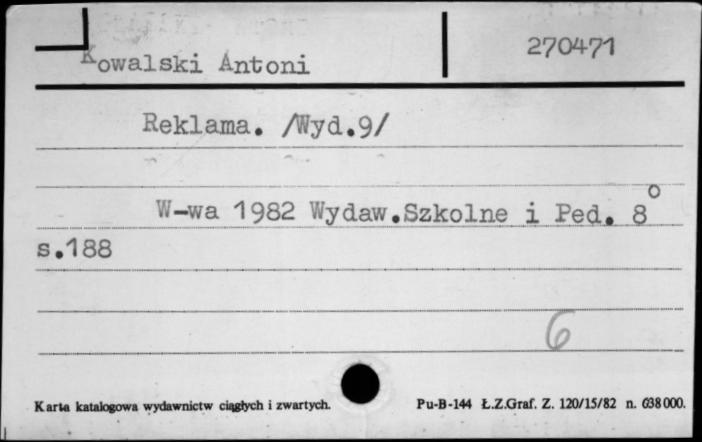 Kowalski Antoni 270471
Reklama. /Wyd.9/
W-wa 1982 Wydaw.Szkolne i Ped. 8°
s.188
6
Karta katalogowa wydawnictw ciągłych i zwartych. Pu-B-144 Ł.Z.Graf. Z. 120/15/82 n. 638000.